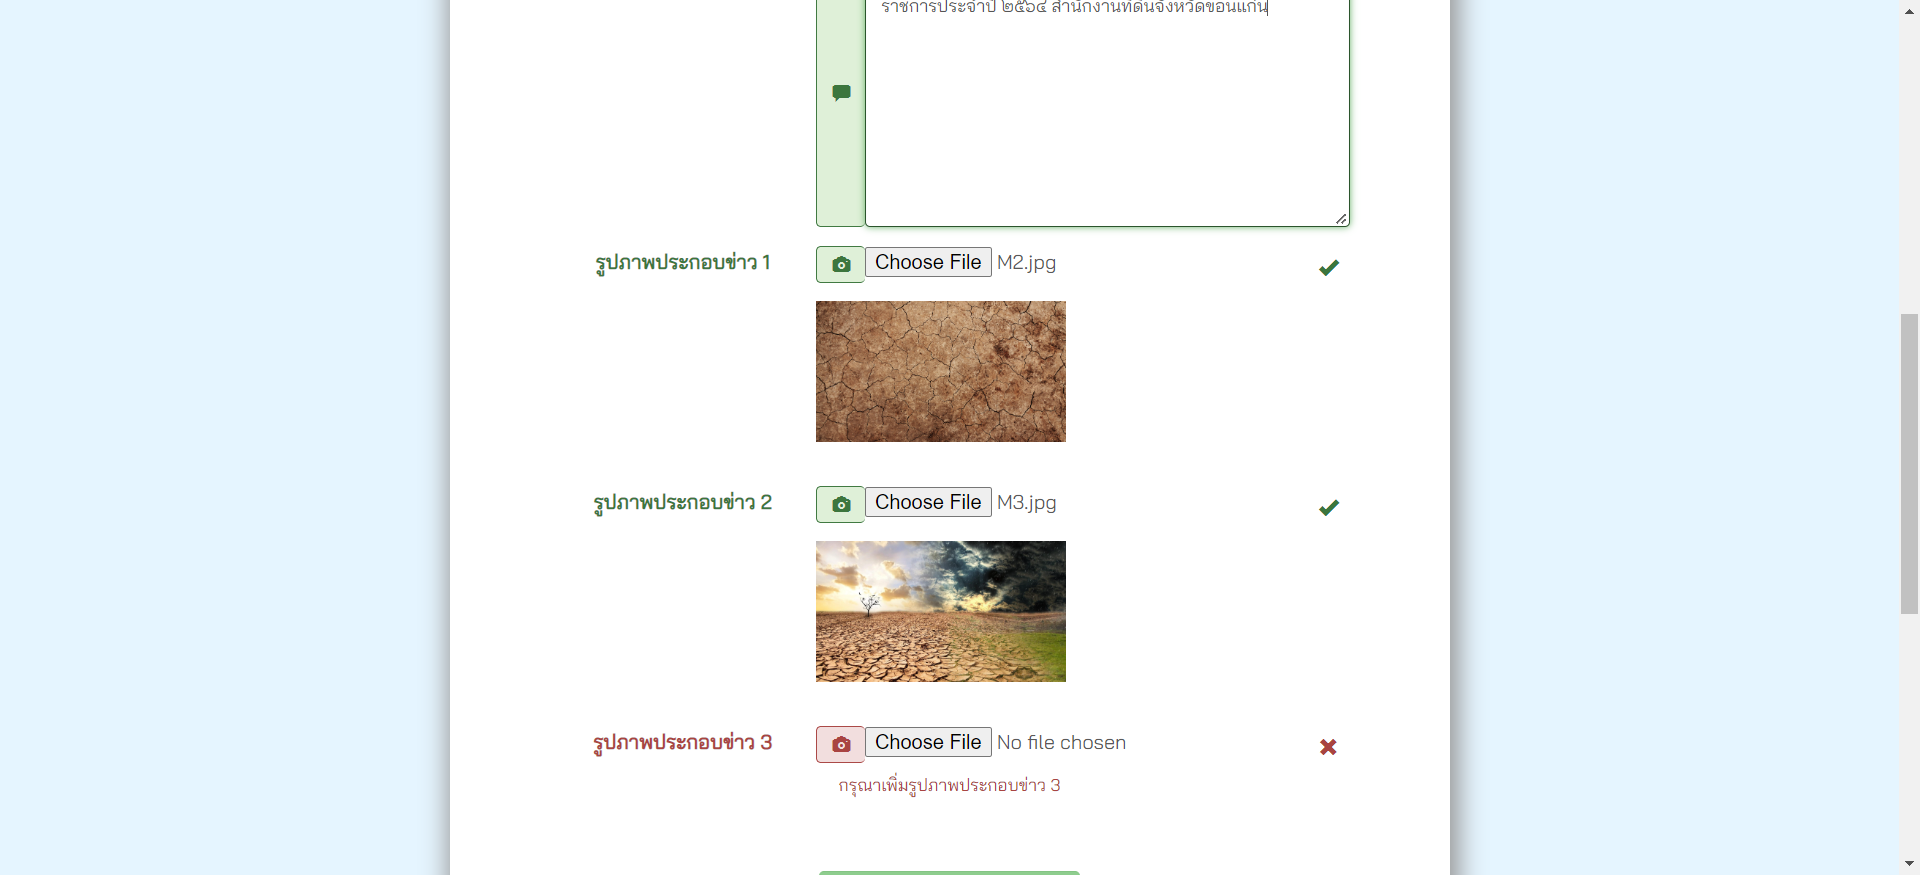 ราชการประจำปี ๒๕๖๔ สำนักงานที่ดินจังหวัดขอนแก่น
รูปภาพประกอบข่าว 1
Choose File M2.jpg
รูปภาพประกอบข่าว 2
Choose File M3.jpg
รูปภาพประกอบข่าว 3
Choose File No file chosen
กรุณาเพิ่มรูปภาพประกอบข่าว 3